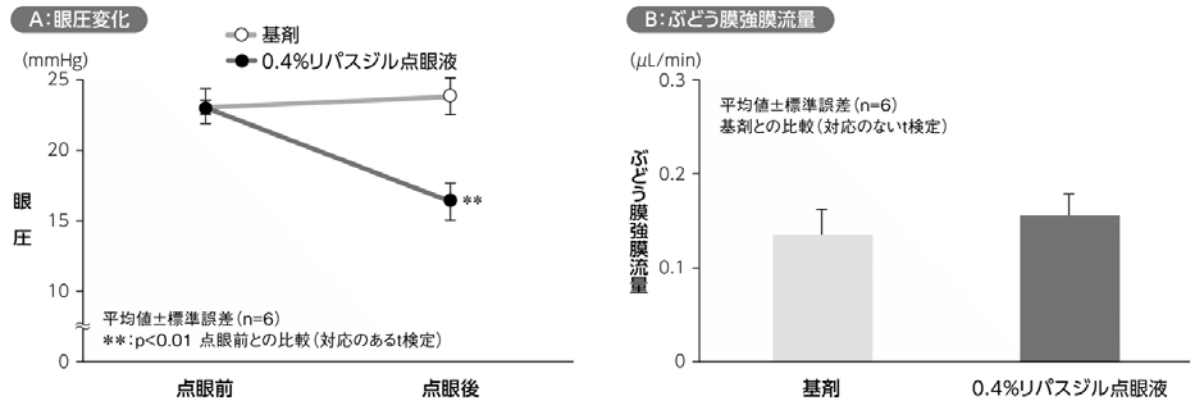 A：眼圧変化
基剤
0.4%リパスジル点眼液
(mmHg)
25
20
15
10
0
眼圧
**
平均値±標準誤差（n=6）
**：p<0.01 点眼前との比較（対応のあるt検定）
点眼前
点眼後
B：ぶどう膜強膜流量
(μL/min)
0.3
0.2
0.1
0
ぶどう膜強膜流量
平均値±標準誤差（n=6）
基剤との比較（対応のないt検定）
基剤
0.4%リパスジル点眼液